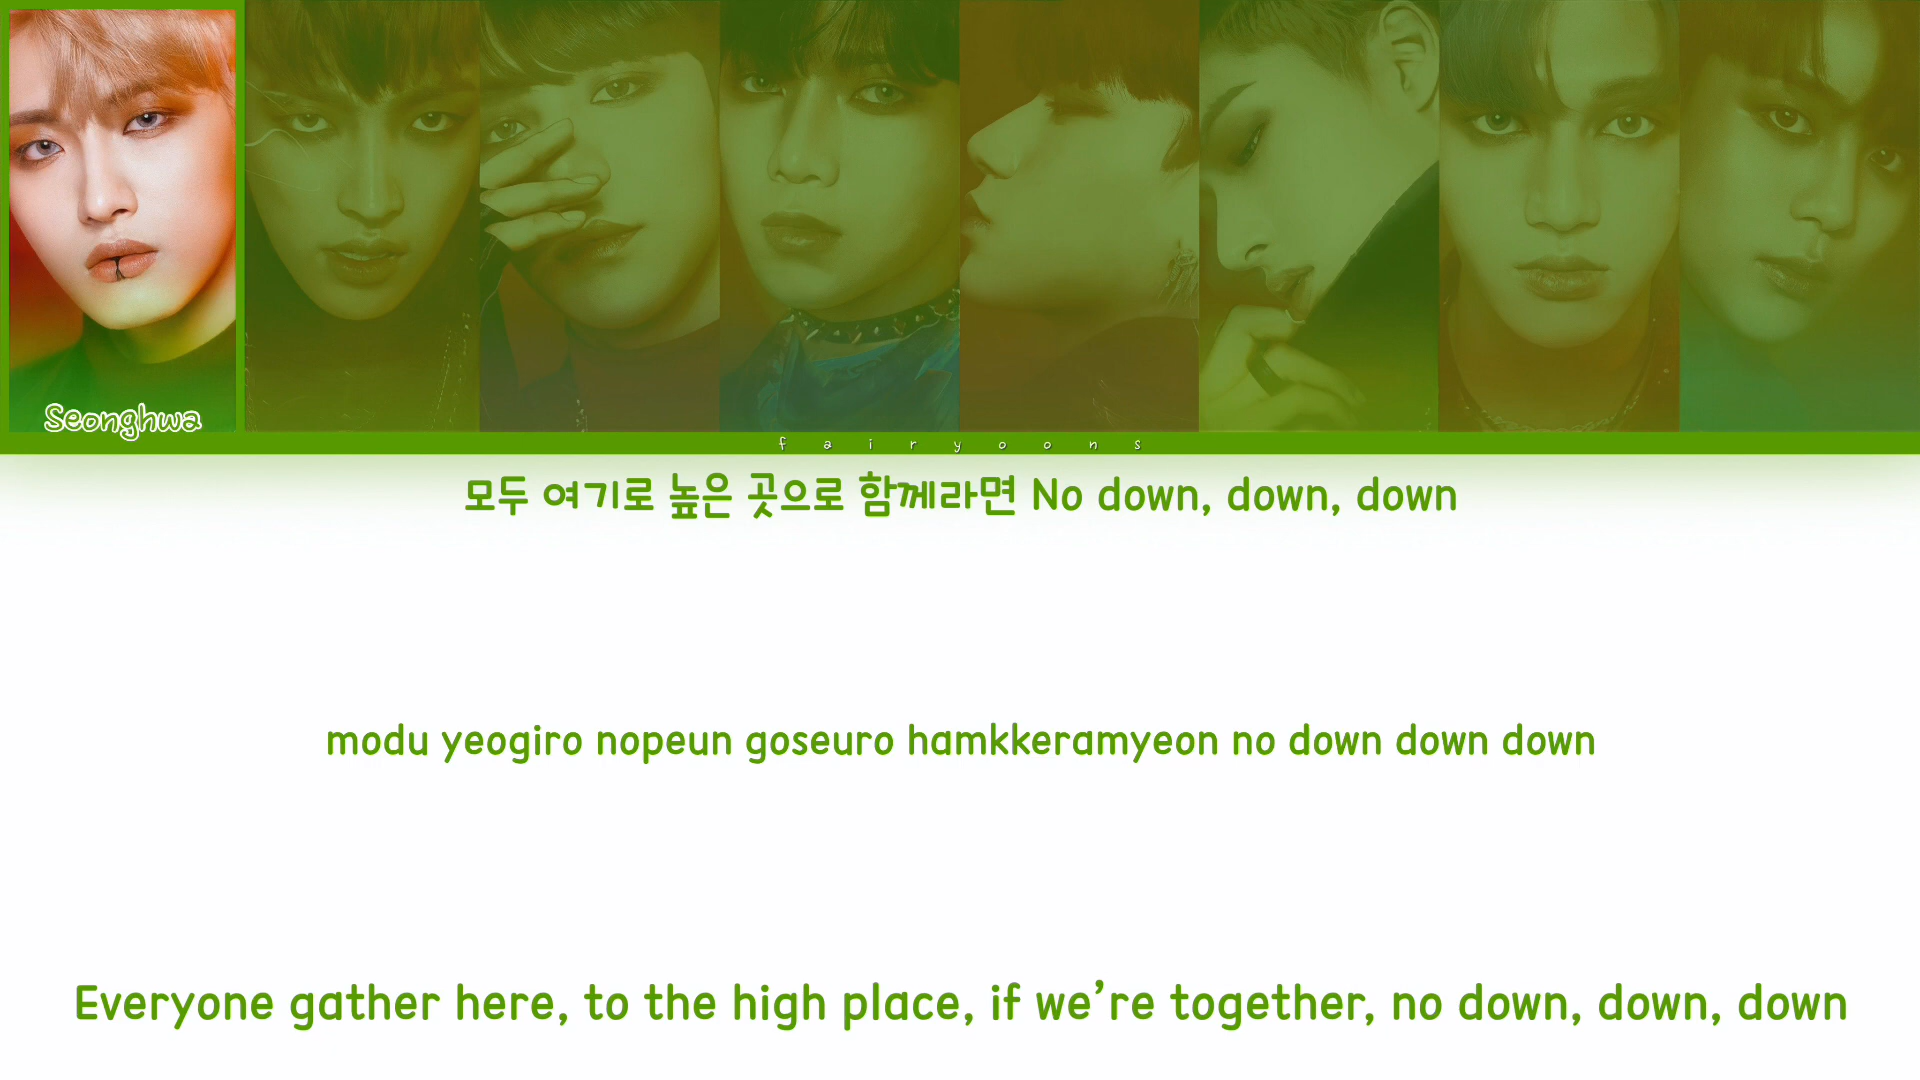 Seonghwa
fairyoons
모두 여기로 높은 곳으로 함께라면 No down, down, down
modu yeogiro nopeun goseuro hamkkeramyeon no down down down
Everyone gather here, to the high place, if we’re together, no down, down, down